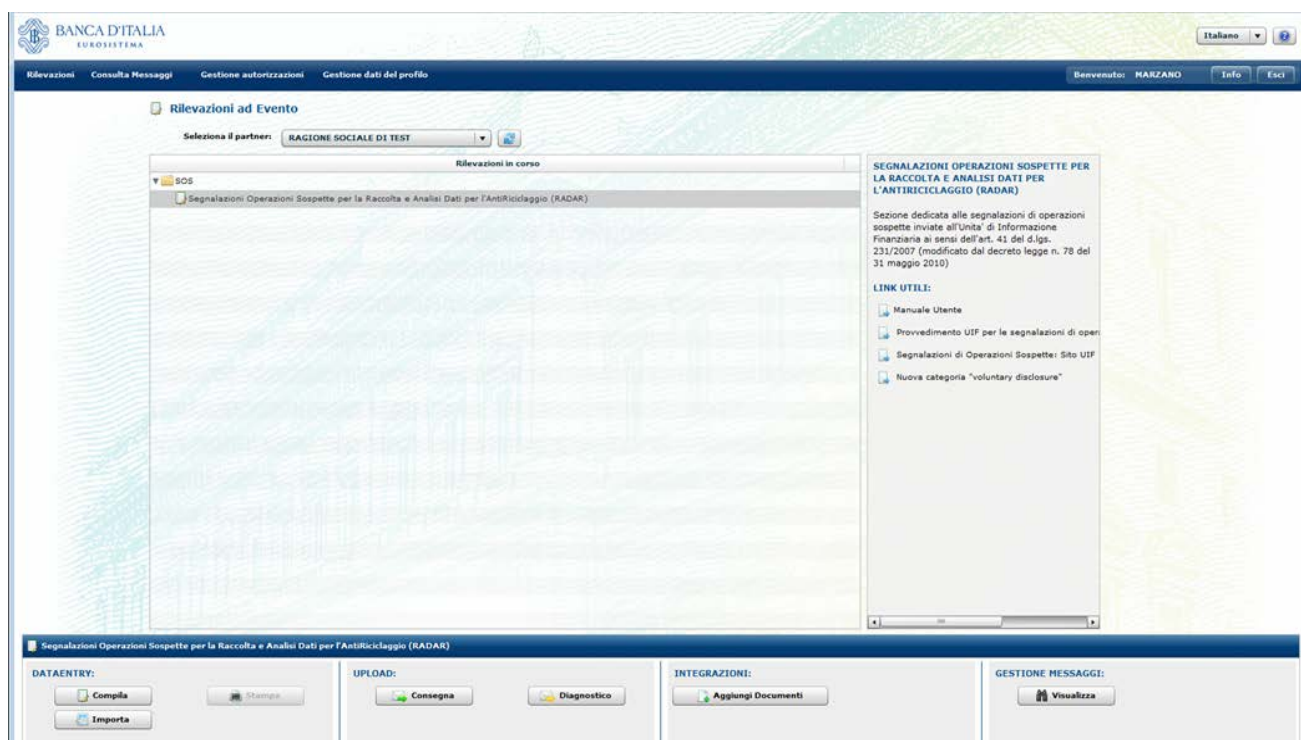 BANCA D'ITALIA
EUROSISTEMA
Italiano
Rilevazioni Consulta Messaggi Gestione autorizzazioni Gestione dati del profilo Benvenuto: MARZANO Info Esci
Rilevazioni ad Evento
Seleziona il partner: RAGIONE SOCIALE DI TEST
Rilevazioni in corso
SOS
Segnalazioni Operazioni Sospette per la Raccolta e Analisi Dati per l'AntiRiciclaggio (RADAR)
SEGNALAZIONI OPERAZIONI SOSPETTE PER
LA RACCOLTA E ANALISI DATI PER
L'ANTIRICICLAGGIO (RADAR)
Sezione dedicata alle segnalazioni di operazioni
sospette inviate all'Unita' di Informazione
Finanziaria ai sensi dell'art. 41 del d.lgs.
231/2007 (modificato dal decreto legge n. 78 del
31 maggio 2010)
LINK UTILI:
Manuale Utente
Provvedimento UIF per le segnalazioni di oper
Segnalazioni di Operazioni Sospette: Sito UIF
Nuova categoria "voluntary disclosure"
Segnalazioni Operazioni Sospette per la Raccolta e Analisi Dati per l'AntiRiciclaggio (RADAR)
DATAENTRY:
Compila Stampa
Importa
UPLOAD:
Consegna Diagnostico
INTEGRAZIONI:
Aggiungi Documenti
GESTIONE MESSAGGI:
Visualizza